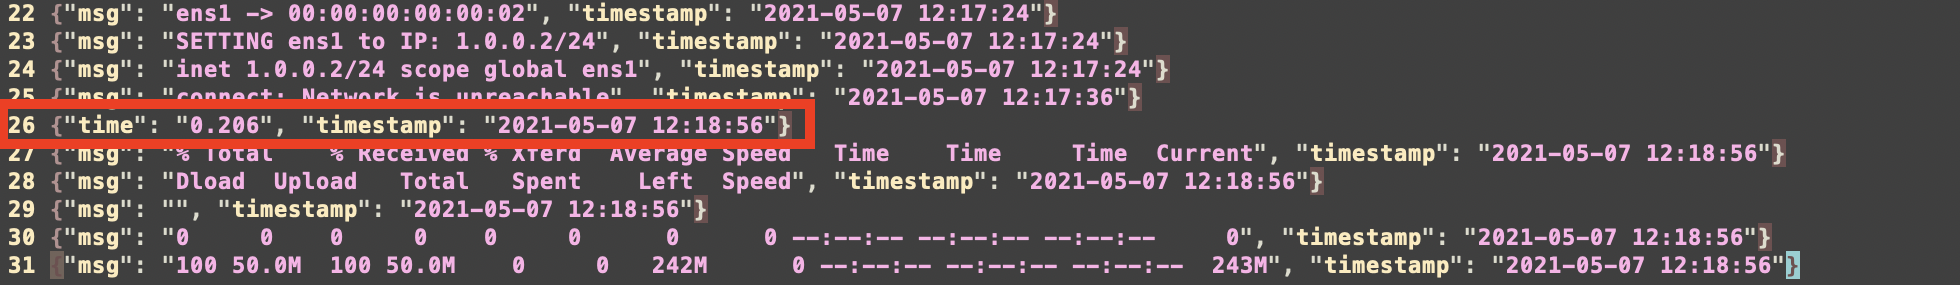 22 {"msg": "ens1 -> 00:00:00:00:00:02", "timestamp": "2021-05-07 12:17:24"}
23 {"msg": "SETTING ens1 to IP: 1.0.0.2/24", "timestamp": "2021-05-07 12:17:24"}
24 {"msg": "inet 1.0.0.2/24 scope global ens1", "timestamp": "2021-05-07 12:17:24"}
25 {"msg": "connect: Network is unreachable", "timestamp": "2021-05-07 12:17:36"}
26 {"time": "0.206", "timestamp": "2021-05-07 12:18:56"}
27 {"msg": "% Total    % Received % Xferd  Average Speed   Time    Time     Time  Current", "timestamp": "2021-05-07 12:18:56"}
28 {"msg": "Dload  Upload   Total   Spent    Left  Speed", "timestamp": "2021-05-07 12:18:56"}
29 {"msg": "", "timestamp": "2021-05-07 12:18:56"}
30 {"msg": "0     0    0     0    0     0      0      0 --:--:-- --:--:-- --:--:--     0", "timestamp": "2021-05-07 12:18:56"}
31 {"msg": "100 50.0M  100 50.0M    0     0   242M      0 --:--:-- --:--:-- --:--:--  243M", "timestamp": "2021-05-07 12:18:56"}